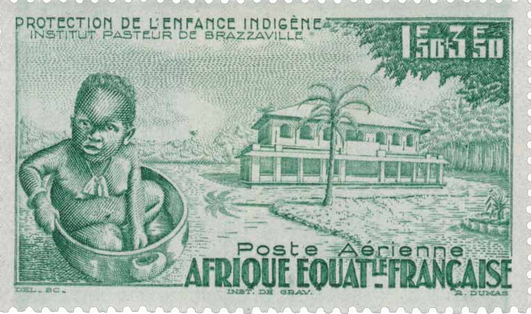 PROTECTION DE L'ENFANCE INDIGÈNE
INSTITUT PASTEUR DE BRAZZAVILLE
1F50+3F50
Poste Aérienne
AFRIQUE EQUATLE-FRANÇAISE
DEL. SC.
INST. DE GRAV.
R. DUMAS